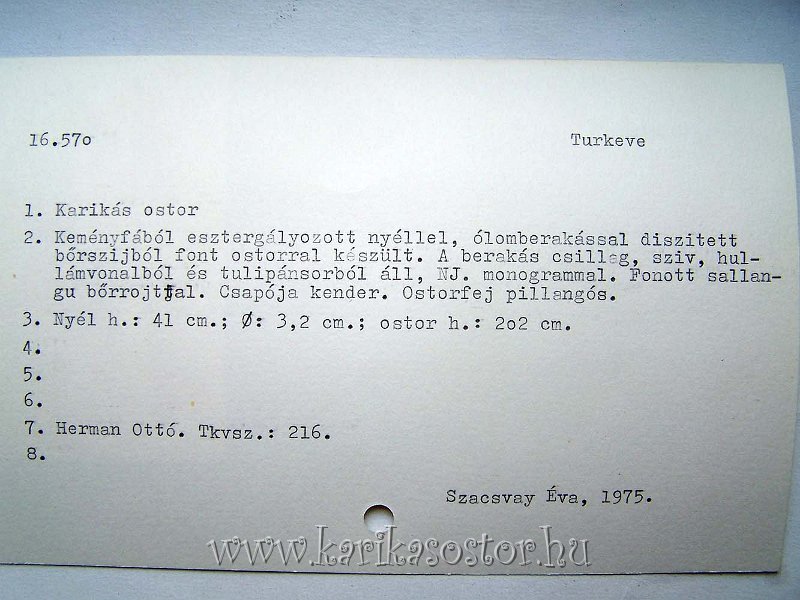 16.57o Turkeve
1. Karikás ostor
2. Keményfából esztergályozott nyéllel, ólomberakással diszitett
bőrszijból font ostorral készült. A berakás csillag, sziv, hul-
lámvonalból és tulipánsorból áll, NJ. monogrammal. Fonott sallan-
gu bőrrojttal. Csapója kender. Ostorfej pillangós.
3. Nyél h.: 41 cm.; Ø: 3,2 cm.; ostor h.: 2o2 cm.
4.
5.
6.
7. Herman Ottó. Tkvsz.: 216.
8.
Szacsvay Éva, 1975.
www.karikasostor.hu